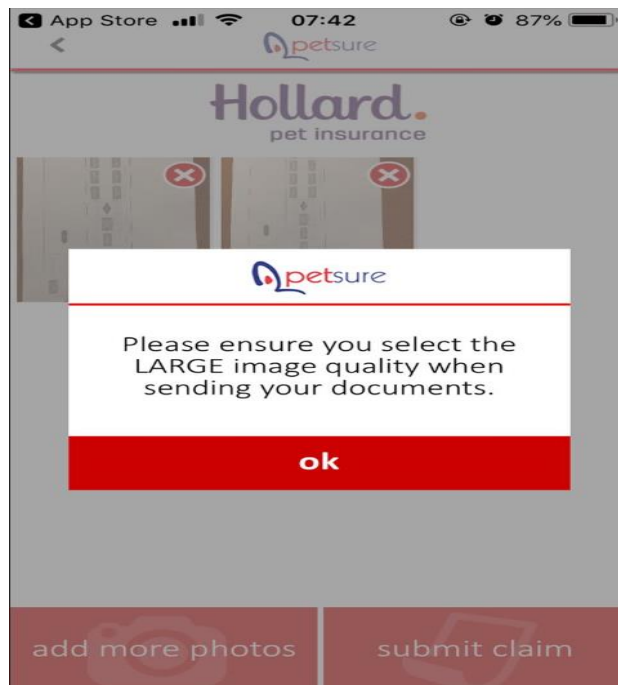 App Store 07:42 87%
petsure
Hollard.
pet insurance
petsure
Please ensure you select the
LARGE image quality when
sending your documents.
ok
add more photos submit claim